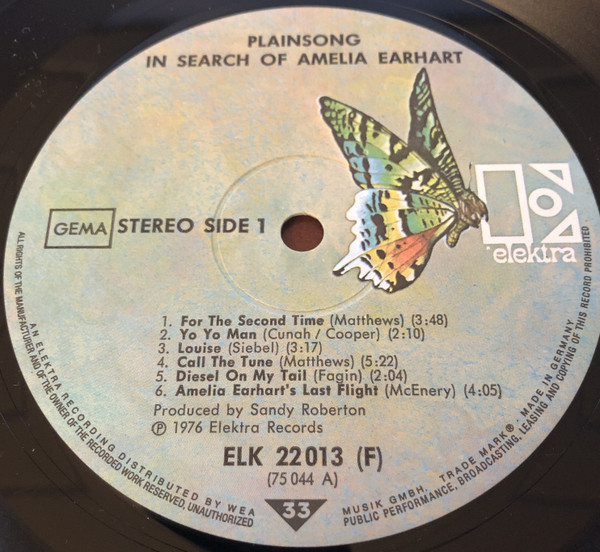 PLAINSONG
IN SEARCH OF AMELIA EARHART
elektra
GEMA STEREO SIDE 1
1. For The Second Time (Matthews) (3:48)
2. Yo Yo Man (Cunah / Cooper) (2:10)
3. Louise (Siebel) (3:17)
4. Call The Tune (Matthews) (5:22)
5. Diesel On My Tail (Fagin) (2:04)
6. Amelia Earhart's Last Flight (McEnery) (4:05)
Produced by Sandy Roberton
℗ 1976 Elektra Records
ELK 22 013 (F)
(75 044 A)
33
AN ELEKTRA RECORDING DISTRIBUTED BY WEA MUSIK GMBH. TRADE MARK®. MADE IN GERMANY
ALL RIGHTS OF THE MANUFACTURER AND OF THE OWNER OF THE RECORDED WORK RESERVED, UNAUTHORIZED PUBLIC PERFORMANCE, BROADCASTING, LEASING AND COPYING OF THIS RECORD PROHIBITED.